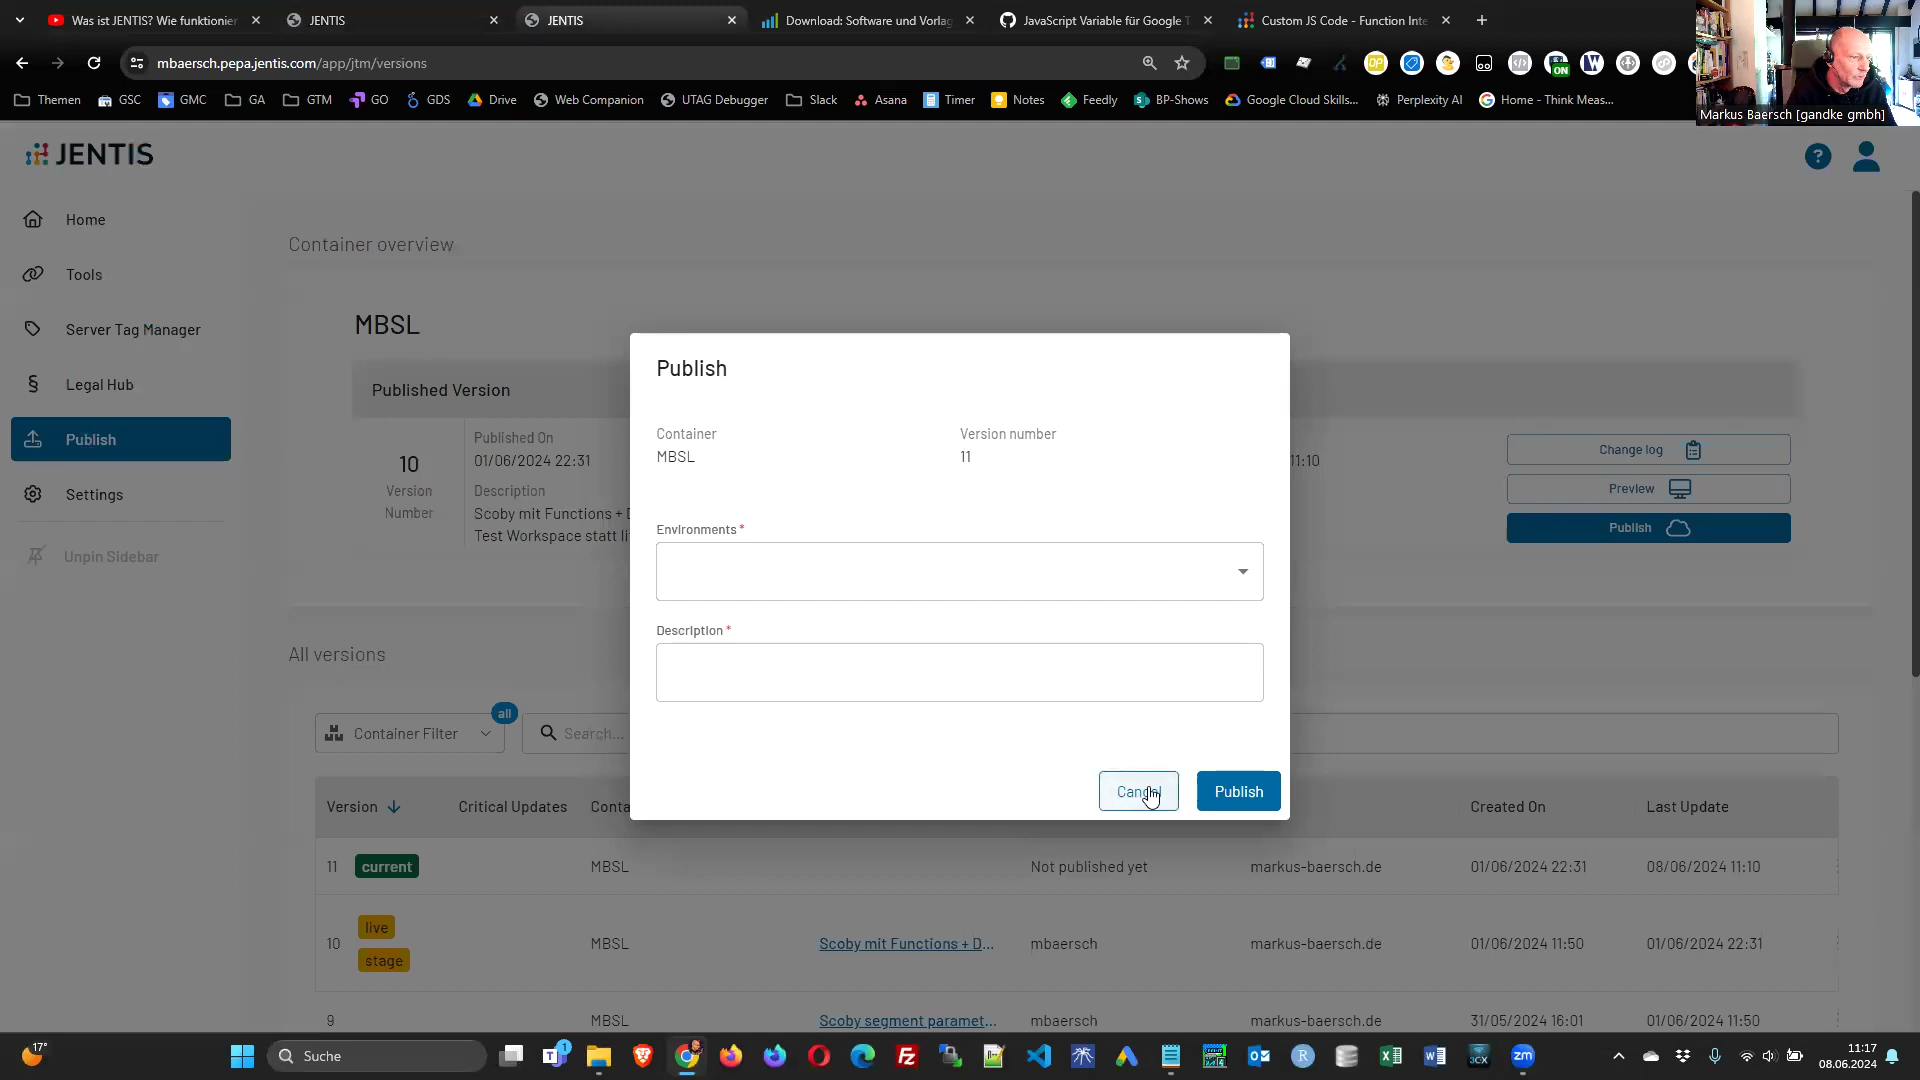 Was ist JENTIS? Wie funktionier
JENTIS
JENTIS
Download: Software und Vorlag
JavaScript Variable für Google T
Custom JS Code - Function Inte
mbaersch.pepa.jentis.com/app/jtm/versions
ON
W
Themen
GSC
GMC
GA
GTM
GO
GDS
Drive
Web Companion
UTAG Debugger
Slack
Asana
Timer
Notes
Feedly
BP-Shows
Google Cloud Skills...
Perplexity AI
Home - Think Meas...
Markus Baersch [gandke gmbh]
JENTIS
?
Home
Tools
Server Tag Manager
§ Legal Hub
Publish
Settings
Unpin Sidebar
Container overview
MBSL
Published Version
10
Version
Number
Published On
01/06/2024 22:31
Description
Scoby mit Functions + D
Test Workspace statt li
11:10
Change log
Preview
Publish
Publish
Container
MBSL
Version number
11
Environments *
Description *
Cancel
Publish
All versions
all
Container Filter
Search...
Version
Critical Updates
Conta
Created On
Last Update
11 current MBSL Not published yet markus-baersch.de 01/06/2024 22:31 08/06/2024 11:10
live
10 MBSL Scoby mit Functions + D... mbaersch markus-baersch.de 01/06/2024 11:50 01/06/2024 22:31
stage
9 MBSL Scoby segment paramet... mbaersch markus-baersch.de 31/05/2024 16:01 01/06/2024 11:50
17°
Suche
1
3CX
zm
11:17
08.06.2024